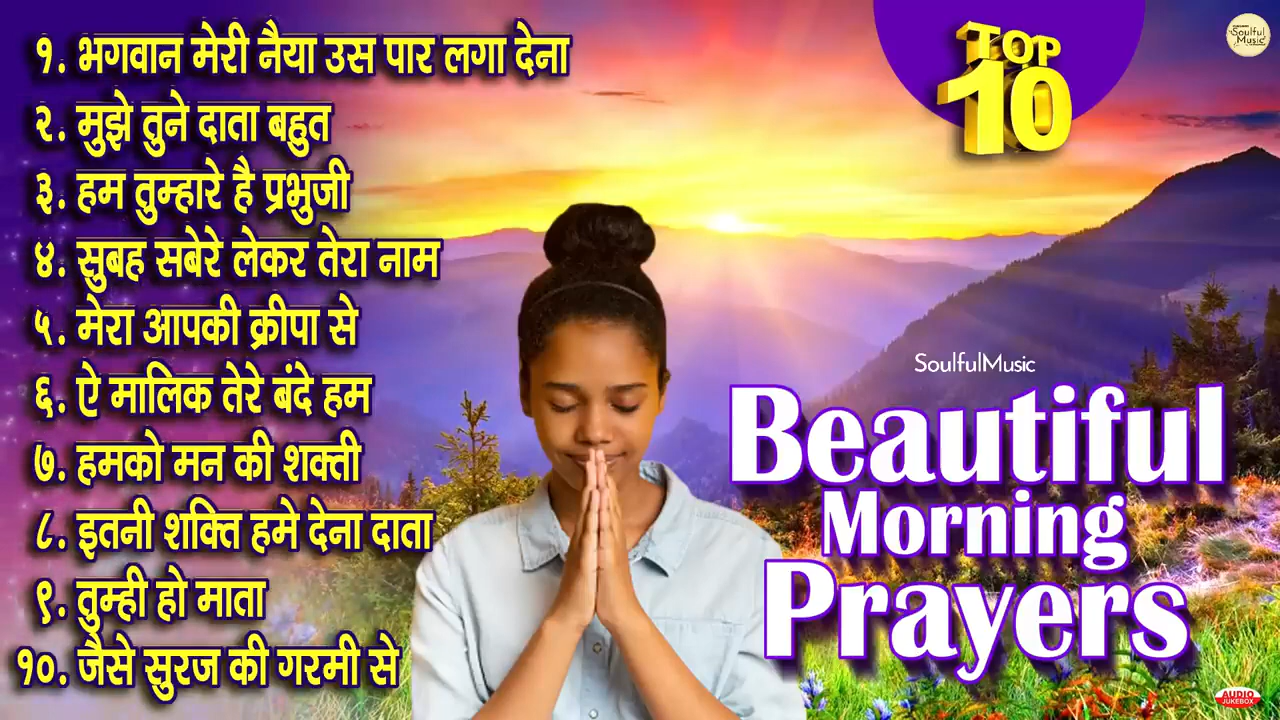 १. भगवान मेरी नैया उस पार लगा देना
२. मुझे तुने दाता बहुत
३. हम तुम्हारे है प्रभुजी
४. सुबह सबेरे लेकर तेरा नाम
५. मेरा आपकी क्रीपा से
६. ऐ मालिक तेरे बंदे हम
७. हमको मन की शक्ती
८. इतनी शक्ति हमे देना दाता
९. तुम्ही हो माता
१०. जैसे सुरज की गरमी से
TOP
10
Soulful
Music
SoulfulMusic
Beautiful
Morning
Prayers
AUDIO
JUKEBOX